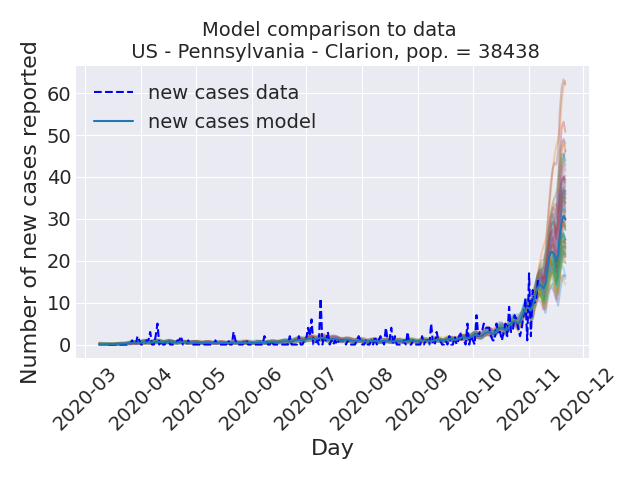 Model comparison to data
US - Pennsylvania - Clarion, pop. = 38438
Number of new cases reported
60
50
40
30
20
10
0
new cases data
new cases model
2020-03
2020-04
2020-05
2020-06
2020-07
2020-08
2020-09
2020-10
2020-11
2020-12
Day